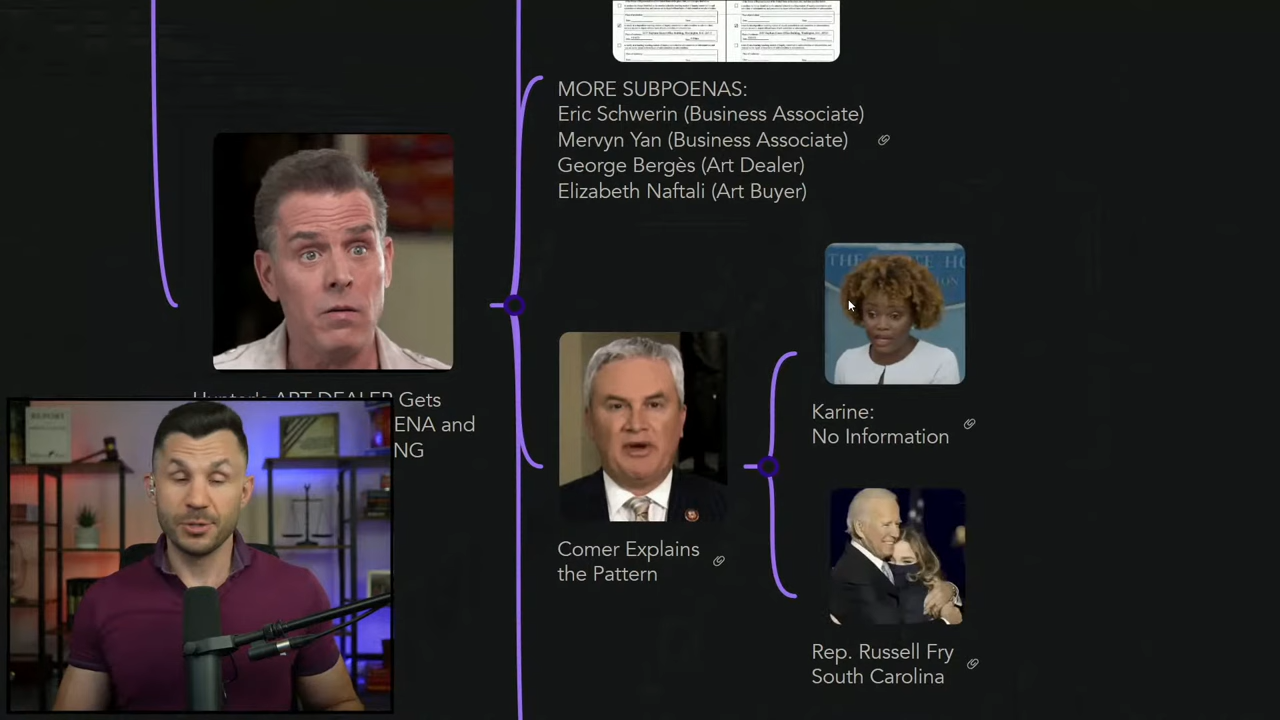 MORE SUBPOENAS:
Eric Schwerin (Business Associate)
Mervyn Yan (Business Associate)
George Bergès (Art Dealer)
Elizabeth Naftali (Art Buyer)
Hunter's ART DEALER Gets
ENA and
NG
Comer Explains
the Pattern
Karine:
No Information
Rep. Russell Fry
South Carolina